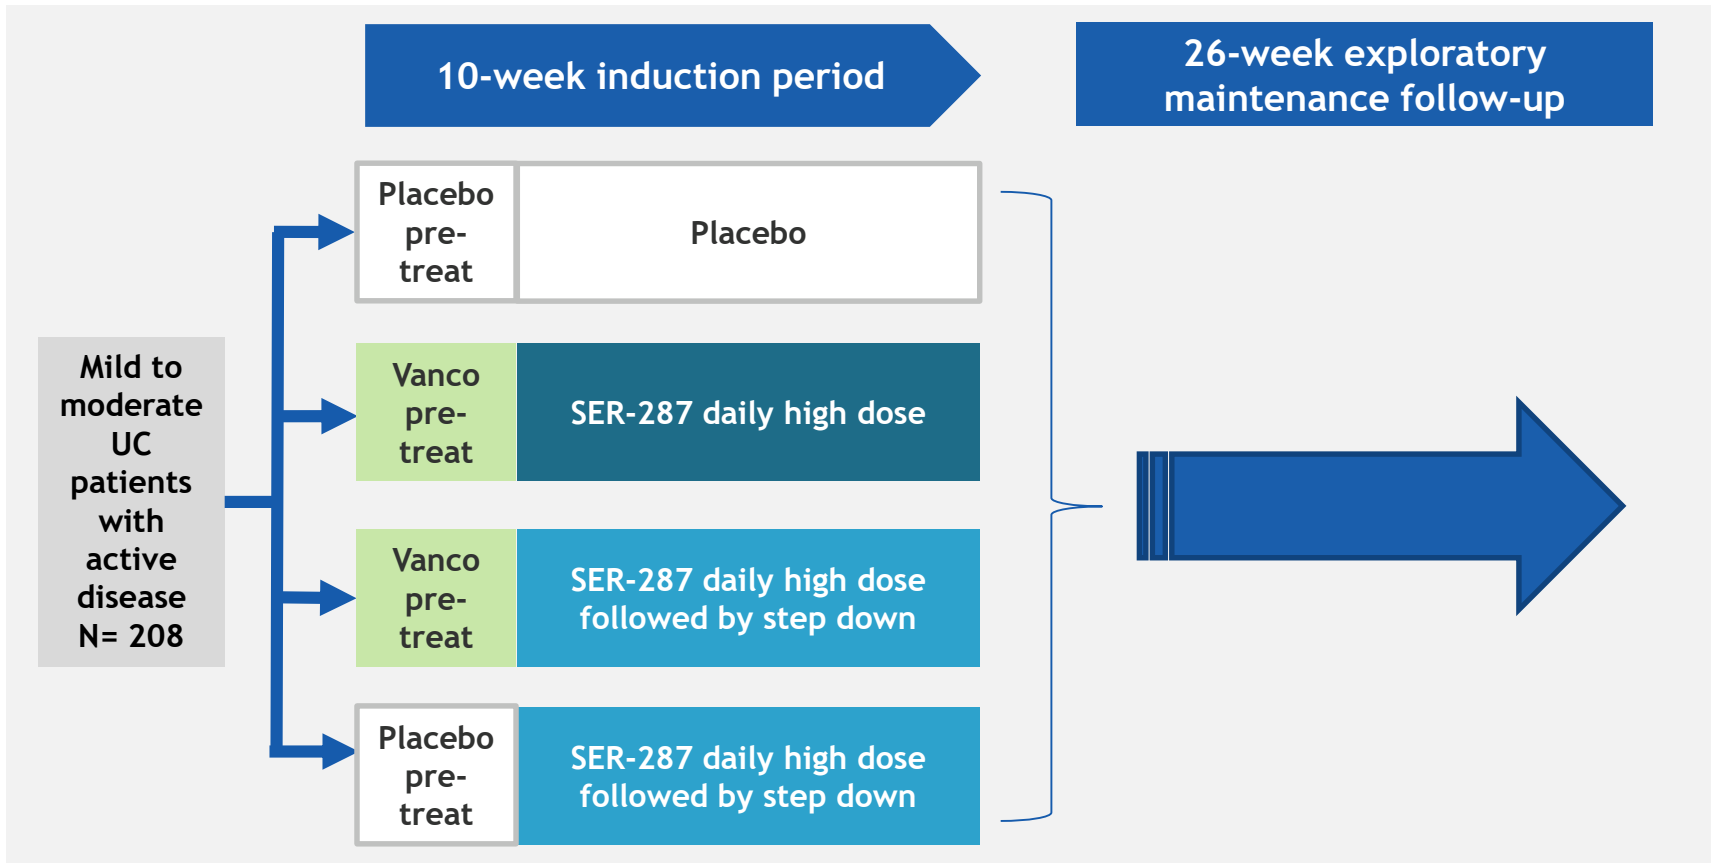 10-week induction period
26-week exploratory
maintenance follow-up
Placebo
pre-
treat
Placebo
Mild to
moderate
UC
patients
with
active
disease
N= 208
Vanco
pre-
treat
SER-287 daily high dose
Vanco
pre-
treat
SER-287 daily high dose
followed by step down
Placebo
pre-
treat
SER-287 daily high dose
followed by step down